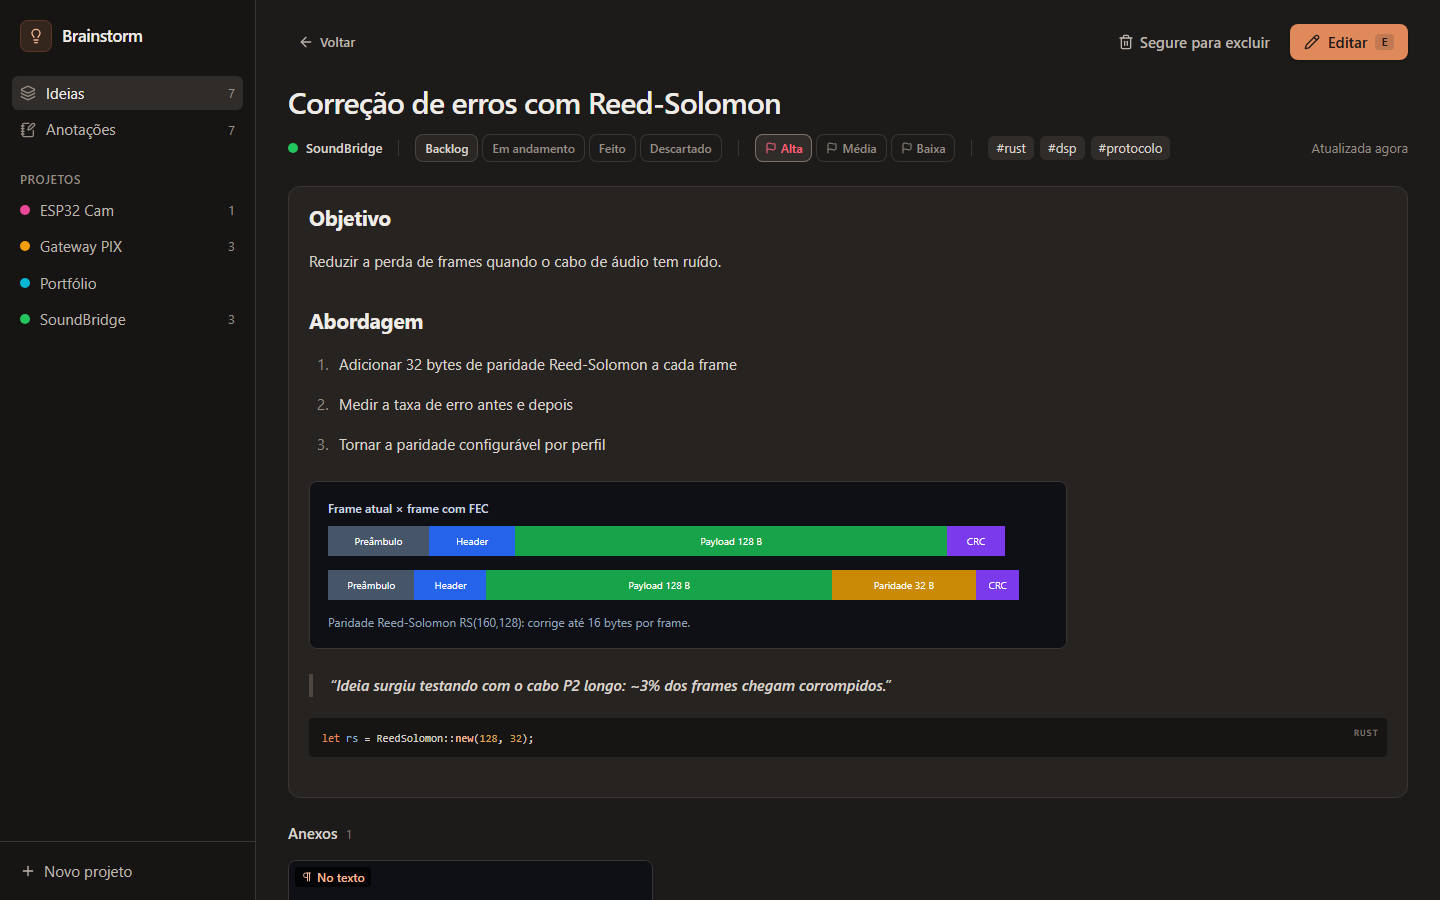 Brainstorm
Ideias 7
Anotações 7
PROJETOS
ESP32 Cam 1
Gateway PIX 3
Portfólio
SoundBridge 3
Novo projeto
Voltar
Segure para excluir
Editar E
Correção de erros com Reed-Solomon
SoundBridge Backlog Em andamento Feito Descartado Alta Média Baixa #rust #dsp #protocolo Atualizada agora
Objetivo
Reduzir a perda de frames quando o cabo de áudio tem ruído.
Abordagem
1. Adicionar 32 bytes de paridade Reed-Solomon a cada frame
2. Medir a taxa de erro antes e depois
3. Tornar a paridade configurável por perfil
Frame atual × frame com FEC
Preâmbulo Header Payload 128 B CRC
Preâmbulo Header Payload 128 B Paridade 32 B CRC
Paridade Reed-Solomon RS(160,128): corrige até 16 bytes por frame.
“Ideia surgiu testando com o cabo P2 longo: ~3% dos frames chegam corrompidos.”
let rs = ReedSolomon::new(128, 32);
RUST
Anexos 1
¶ No texto